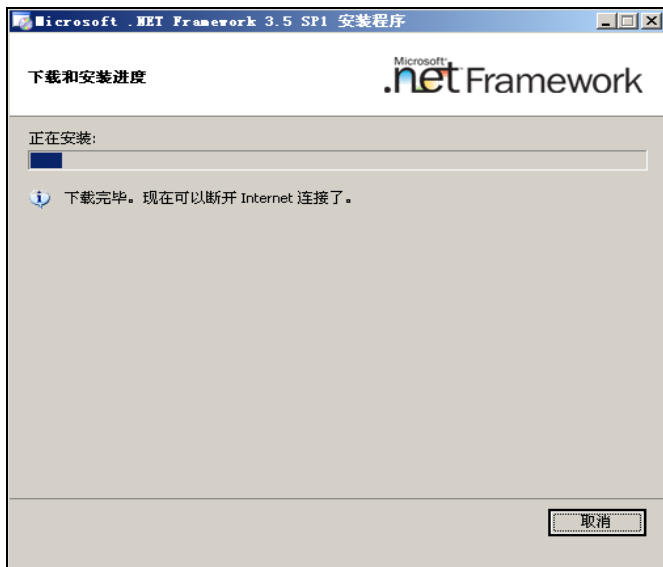 Microsoft .NET Framework 3.5 SP1 安装程序
下载和安装进度
Microsoft
.net Framework
正在安装:
下载完毕。现在可以断开 Internet 连接了。
取消